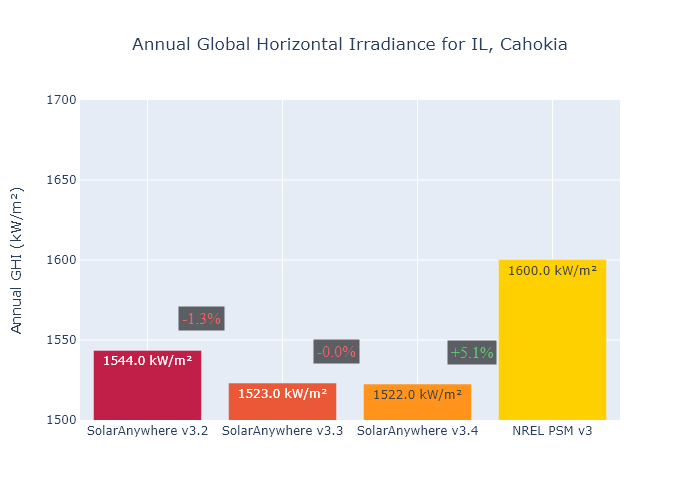 Annual Global Horizontal Irradiance for IL, Cahokia
Annual GHI (kW/m²)
1700
1650
1600
1550
1500
1544.0 kW/m²
-1.3%
1523.0 kW/m²
-0.0%
1522.0 kW/m²
+5.1%
1600.0 kW/m²
SolarAnywhere v3.2
SolarAnywhere v3.3
SolarAnywhere v3.4
NREL PSM v3